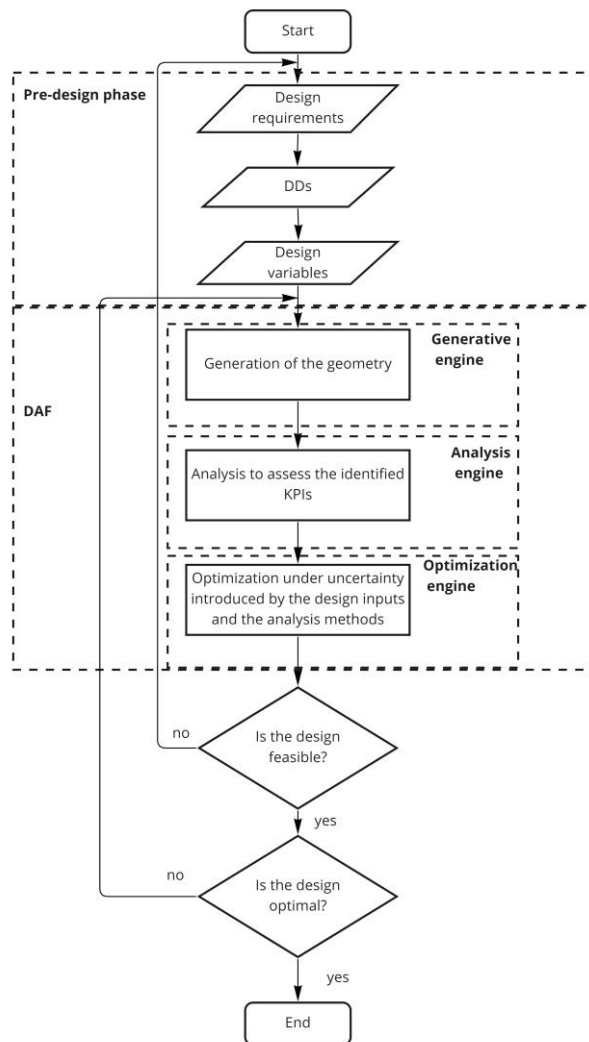 Start
Pre-design phase
Design
requirements
DDs
Design
variables
Generative
engine
Generation of the geometry
DAF
Analysis
engine
Analysis to assess the identified
KPIs
Optimization
engine
Optimization under uncertainty
introduced by the design inputs
and the analysis methods
no
Is the design
feasible?
yes
no
Is the design
optimal?
yes
End